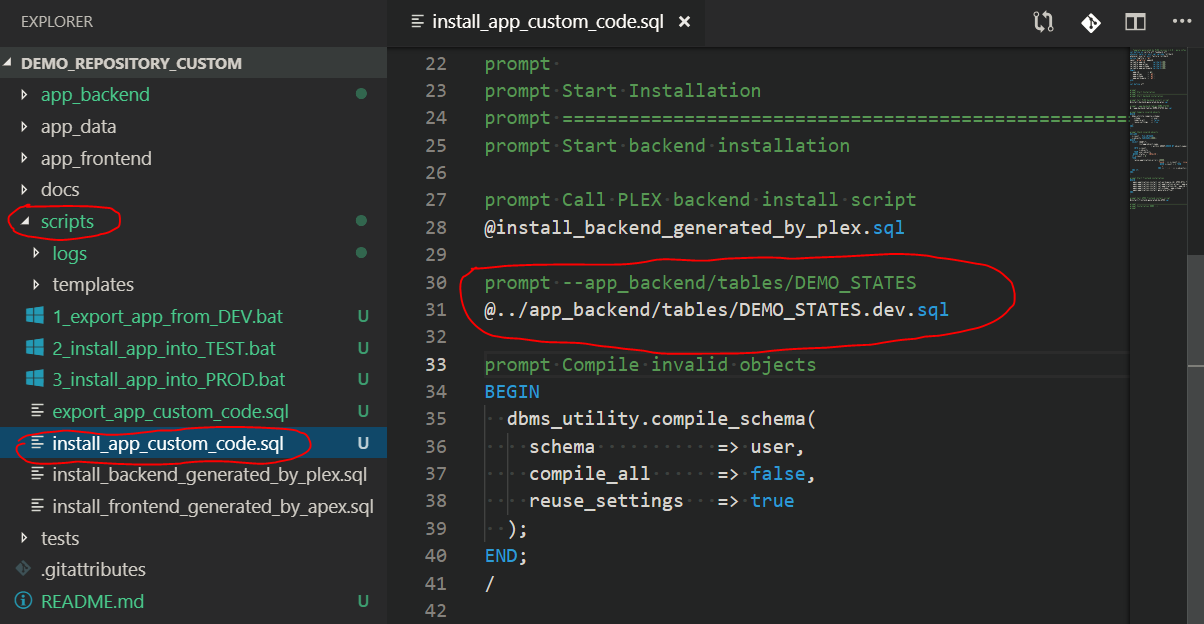 EXPLORER
DEMO_REPOSITORY_CUSTOM
app_backend
app_data
app_frontend
docs
scripts
logs
templates
1_export_app_from_DEV.bat U
2_install_app_into_TEST.bat U
3_install_app_into_PROD.bat U
export_app_custom_code.sql U
install_app_custom_code.sql U
install_backend_generated_by_plex.sql
install_frontend_generated_by_apex.sql
tests
.gitattributes
README.md U
install_app_custom_code.sql ×
22 prompt
23 prompt Start Installation
24 prompt ==================================================
25 prompt Start backend installation
26
27 prompt Call PLEX backend install script
28 @install_backend_generated_by_plex.sql
29
30 prompt --app_backend/tables/DEMO_STATES
31 @../app_backend/tables/DEMO_STATES.dev.sql
32
33 prompt Compile invalid objects
34 BEGIN
35 dbms_utility.compile_schema(
36 schema => user,
37 compile_all => false,
38 reuse_settings => true
39 );
40 END;
41 /
42